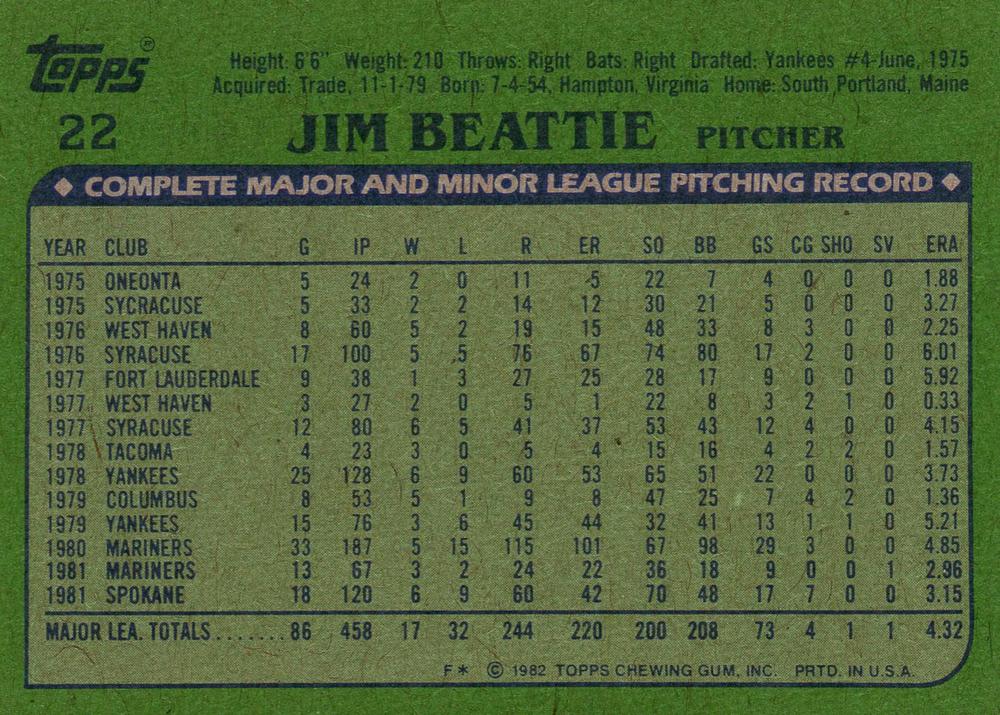 Topps®
Height: 6'6" Weight: 210 Throws: Right Bats: Right Drafted: Yankees #4-June, 1975
Acquired: Trade, 11-1-79 Born: 7-4-54, Hampton, Virginia Home: South Portland, Maine
22 JIM BEATTIE PITCHER
◆ COMPLETE MAJOR AND MINOR LEAGUE PITCHING RECORD ◆
YEAR CLUB G IP W L R ER SO BB GS CG SHO SV ERA
1975 ONEONTA 5 24 2 0 11 5 22 7 4 0 0 0 1.88
1975 SYCRACUSE 5 33 2 2 14 12 30 21 5 0 0 0 3.27
1976 WEST HAVEN 8 60 5 2 19 15 48 33 8 3 0 0 2.25
1976 SYRACUSE 17 100 5 5 76 67 74 80 17 2 0 0 6.01
1977 FORT LAUDERDALE 9 38 1 3 27 25 28 17 9 0 0 0 5.92
1977 WEST HAVEN 3 27 2 0 5 1 22 8 3 2 1 0 0.33
1977 SYRACUSE 12 80 6 5 41 37 53 43 12 4 0 0 4.15
1978 TACOMA 4 23 3 0 5 4 15 16 4 2 2 0 1.57
1978 YANKEES 25 128 6 9 60 53 65 51 22 0 0 0 3.73
1979 COLUMBUS 8 53 5 1 9 8 47 25 7 4 2 0 1.36
1979 YANKEES 15 76 3 6 45 44 32 41 13 1 1 0 5.21
1980 MARINERS 33 187 5 15 115 101 67 98 29 3 0 0 4.85
1981 MARINERS 13 67 3 2 24 22 36 18 9 0 0 1 2.96
1981 SPOKANE 18 120 6 9 60 42 70 48 17 7 0 0 3.15
MAJOR LEA. TOTALS.......86 458 17 32 244 220 200 208 73 4 1 1 4.32
F* © 1982 TOPPS CHEWING GUM, INC. PRTD. IN U.S.A.